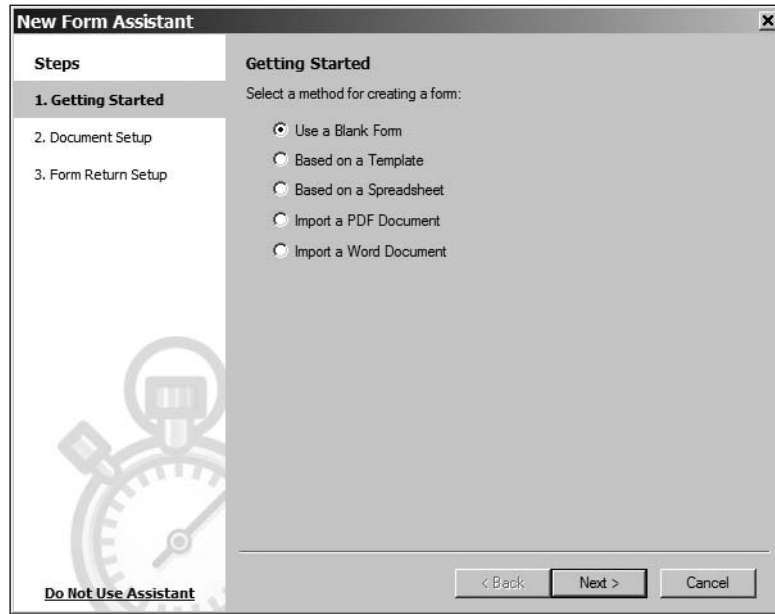 New Form Assistant
Steps
1. Getting Started
2. Document Setup
3. Form Return Setup
Do Not Use Assistant
Getting Started
Select a method for creating a form:
Use a Blank Form
Based on a Template
Based on a Spreadsheet
Import a PDF Document
Import a Word Document
< Back
Next >
Cancel